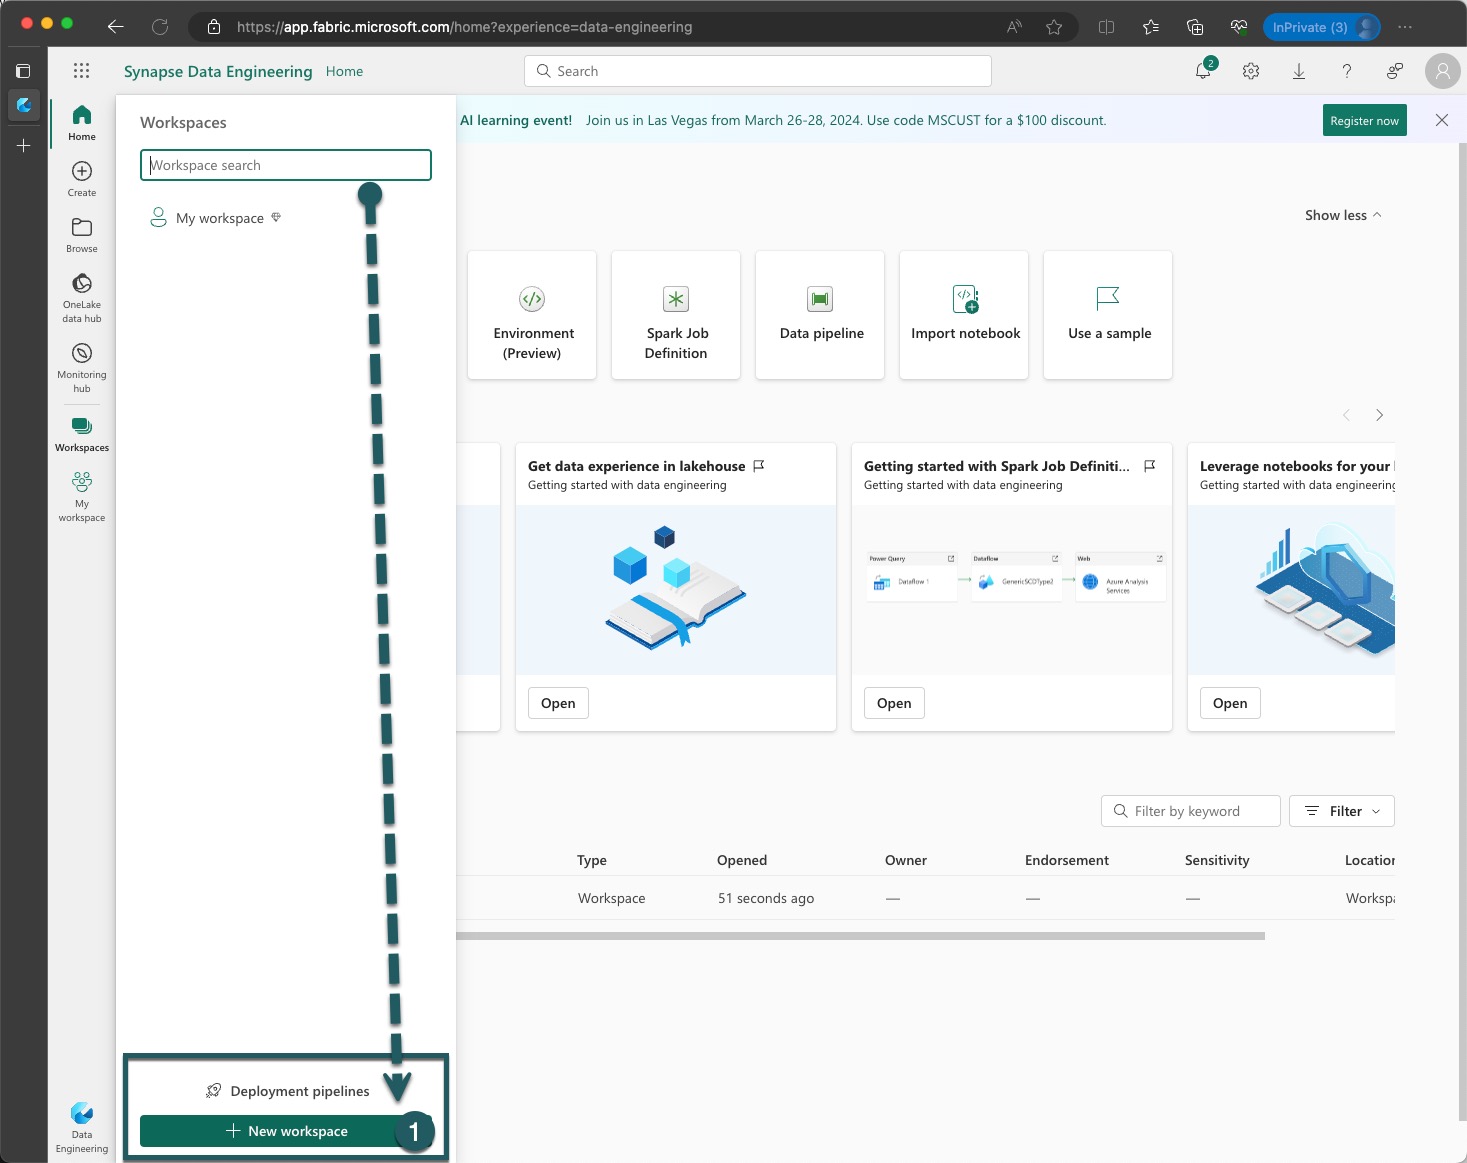 https://app.fabric.microsoft.com/home?experience=data-engineering
InPrivate (3)
Synapse Data Engineering Home
Search
2
Home
Create
Browse
OneLake
data hub
Monitoring
hub
Workspaces
My
workspace
Data
Engineering
Workspaces
Workspace search
My workspace
Deployment pipelines
New workspace
1
AI learning event! Join us in Las Vegas from March 26-28, 2024. Use code MSCUST for a $100 discount.
Register now
Show less
Environment
(Preview)
Spark Job
Definition
Data pipeline
Import notebook
Use a sample
Get data experience in lakehouse
Getting started with data engineering
Open
Getting started with Spark Job Definiti...
Getting started with data engineering
Power Query
Dataflow 1
Dataflow
GenericSCDType2
Web
Azure Analysis
Services
Open
Leverage notebooks for your
Getting started with data engineering
Open
Filter by keyword
Filter
Type Opened Owner Endorsement Sensitivity Location
Workspace 51 seconds ago — — — Workspa